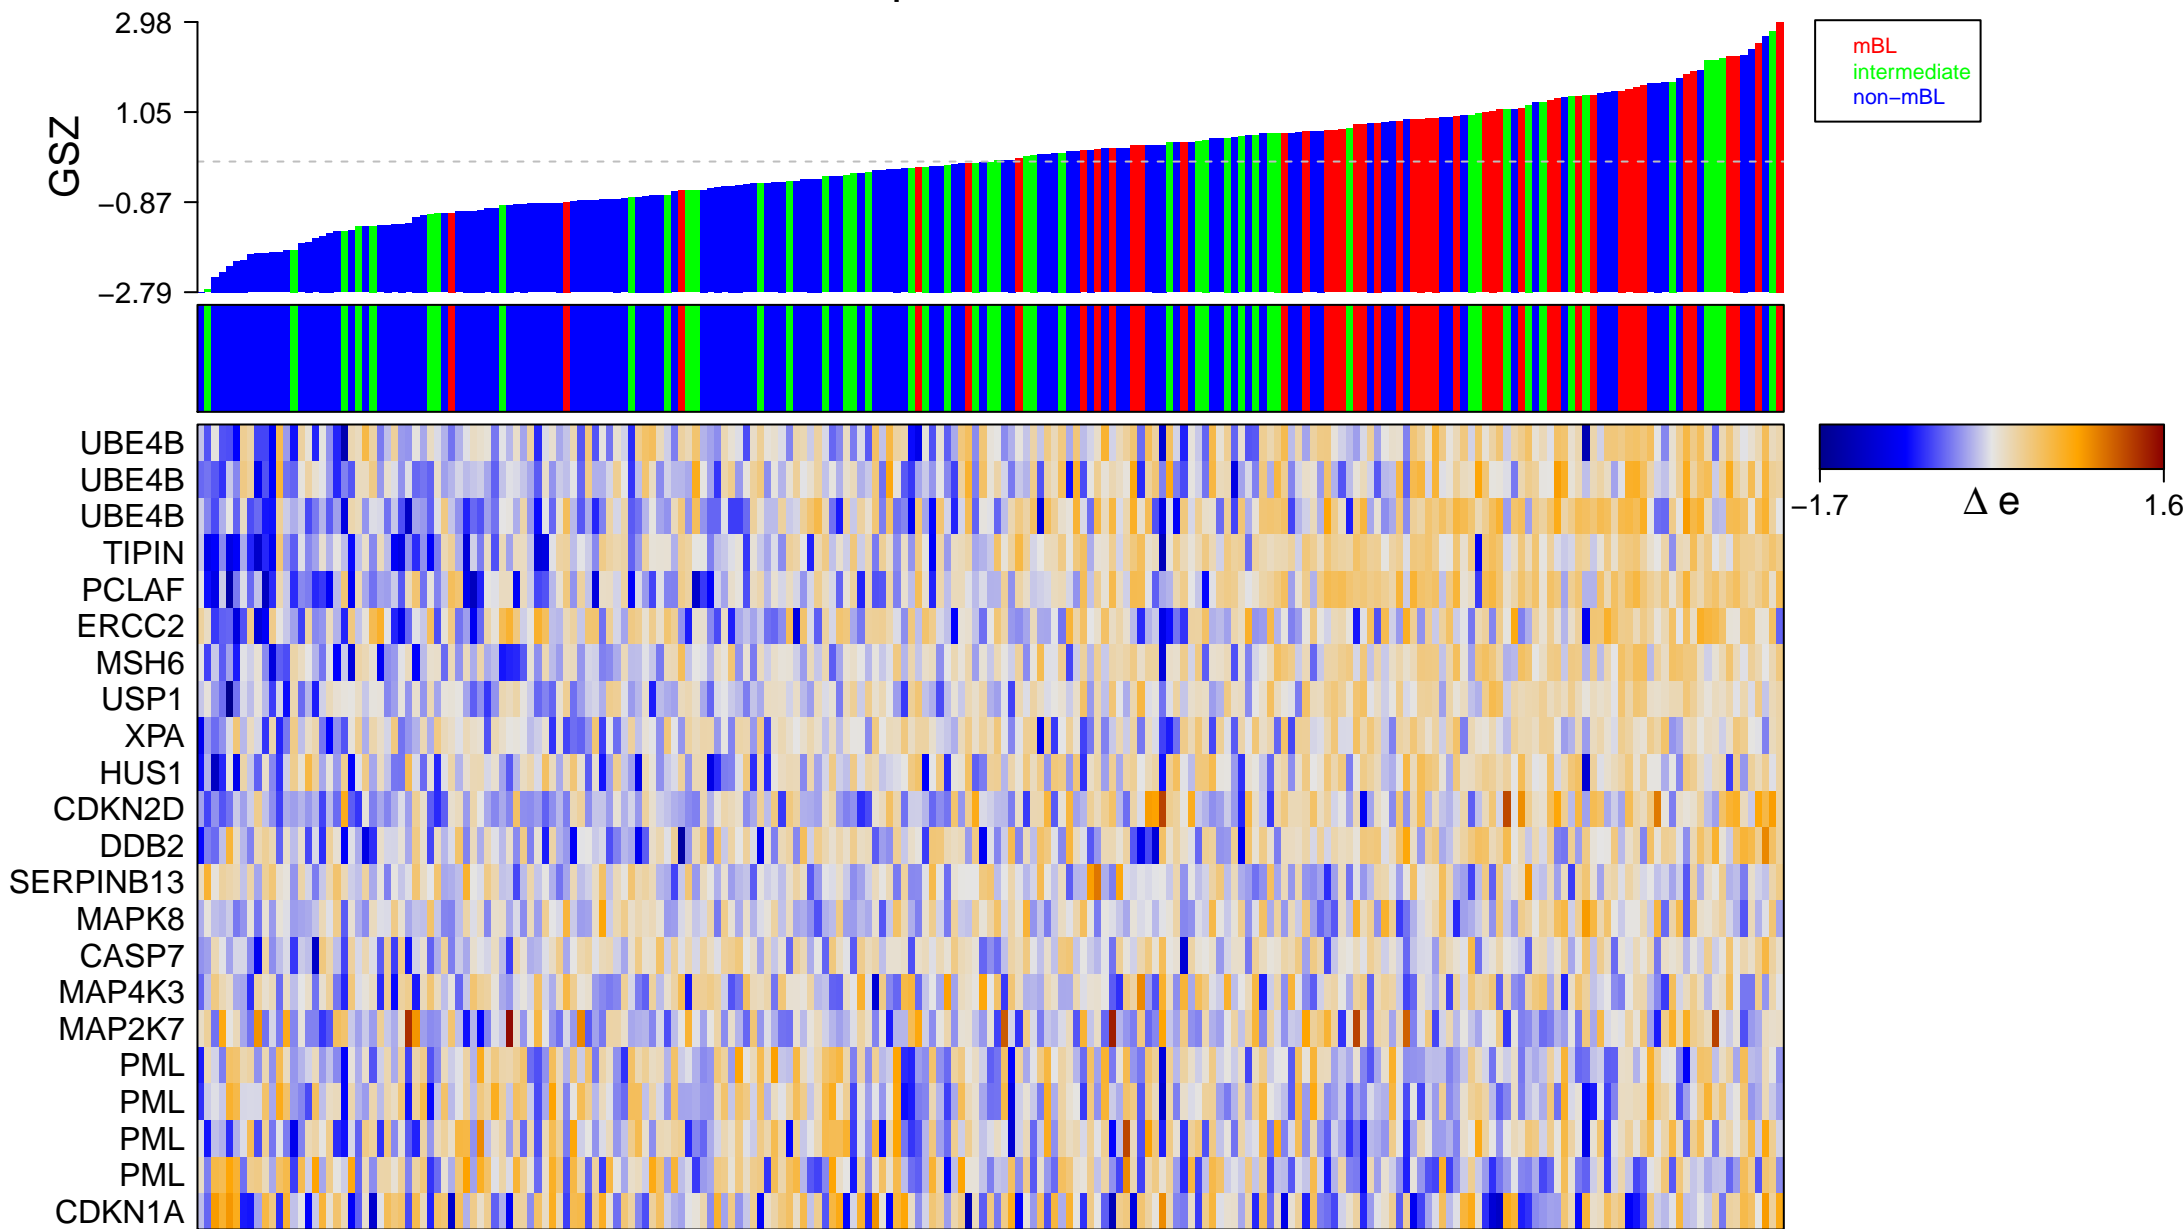 2.98
1.05
−0.87
−2.79
GSZ
mBL
intermediate
non−mBL
UBE4B
UBE4B
UBE4B
TIPIN
PCLAF
ERCC2
MSH6
USP1
XPA
HUS1
CDKN2D
DDB2
SERPINB13
MAPK8
CASP7
MAP4K3
MAP2K7
PML
PML
PML
PML
CDKN1A
−1.7 Δ e 1.6